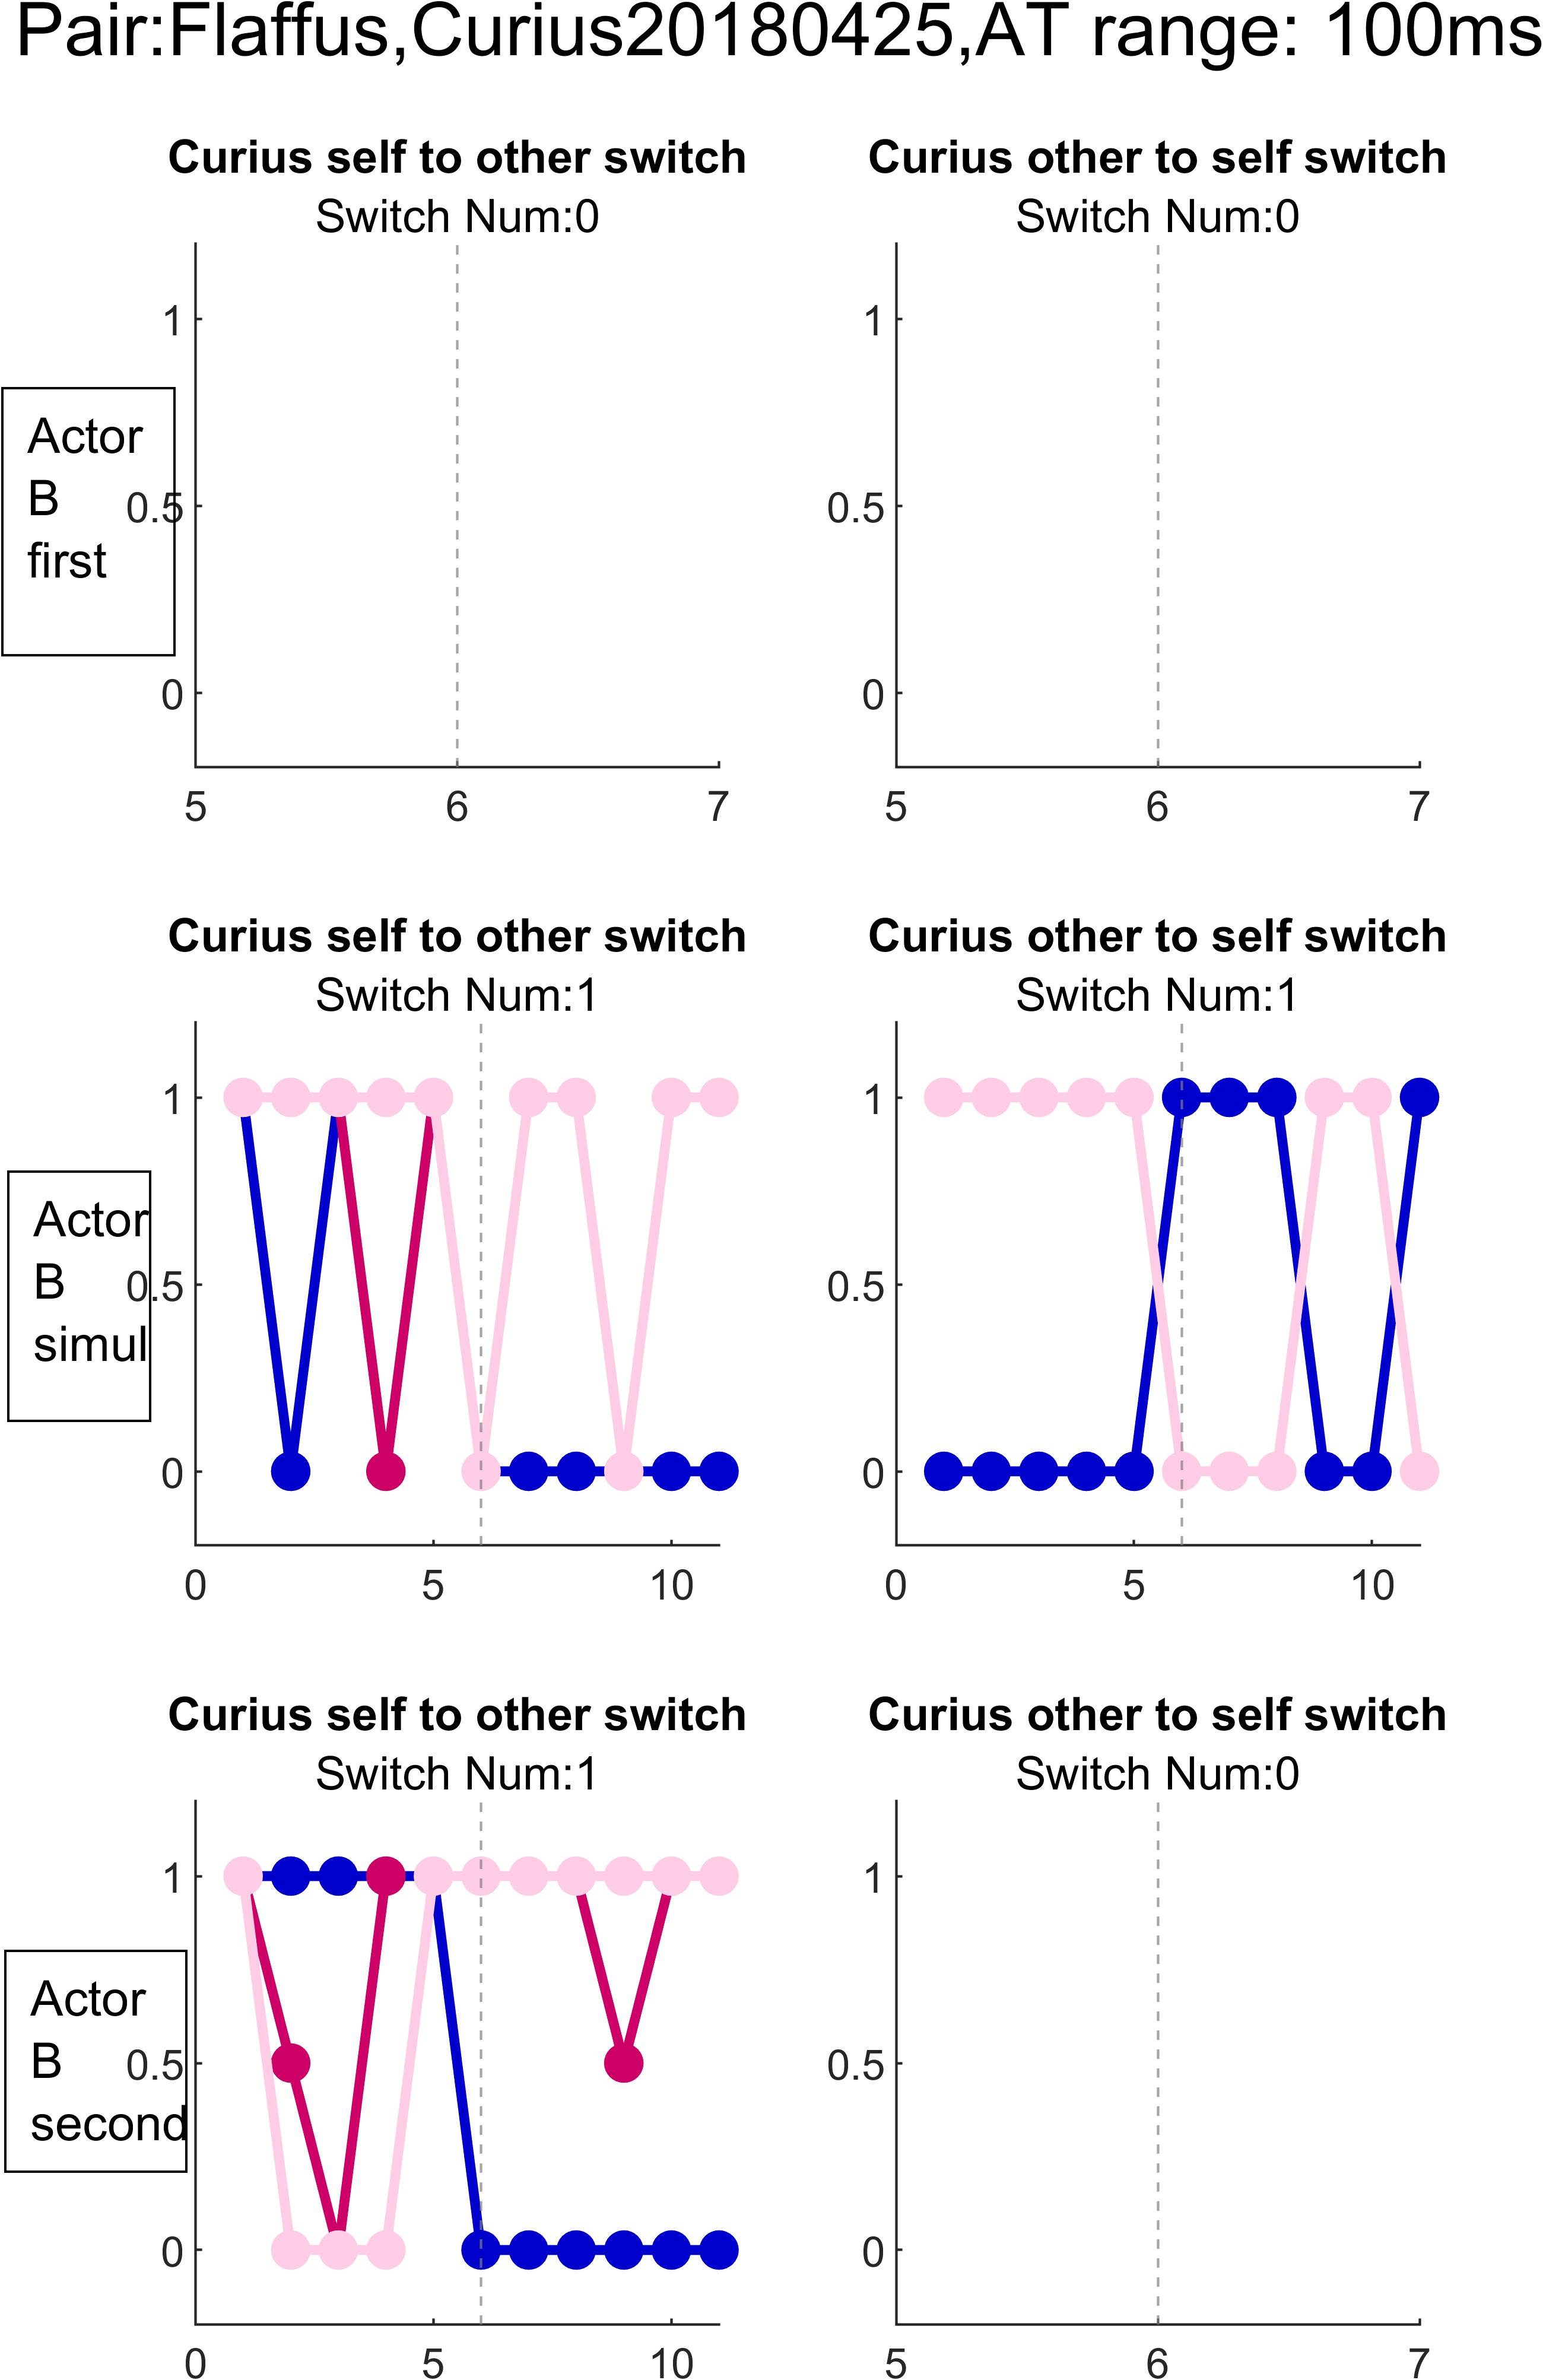 Pair:Flaffus,Curius20180425,AT range: 100ms
Curius self to other switch
Switch Num:0
1
0.5
0
5 6 7
Curius other to self switch
Switch Num:0
1
0.5
0
5 6 7
Actor
B
first
Curius self to other switch
Switch Num:1
1
0.5
0
0 5 10
Curius other to self switch
Switch Num:1
1
0.5
0
0 5 10
Actor
B
simul
Curius self to other switch
Switch Num:1
1
0.5
0
0 5 10
Curius other to self switch
Switch Num:0
1
0.5
0
5 6 7
Actor
B
second